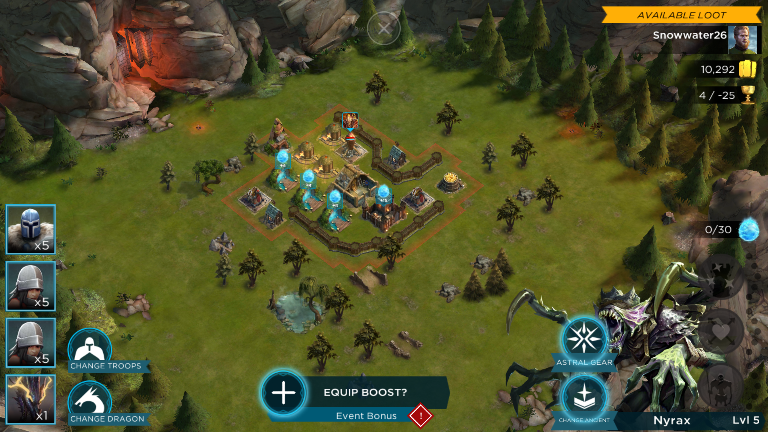 AVAILABLE LOOT
Snowwater26
10,292
4 / -25
0/30
x5
x5
x5
x1
CHANGE TROOPS
CHANGE DRAGON
EQUIP BOOST?
Event Bonus
!
ASTRAL GEAR
CHANGE ANCIENT
Nyrax
Lvl 5